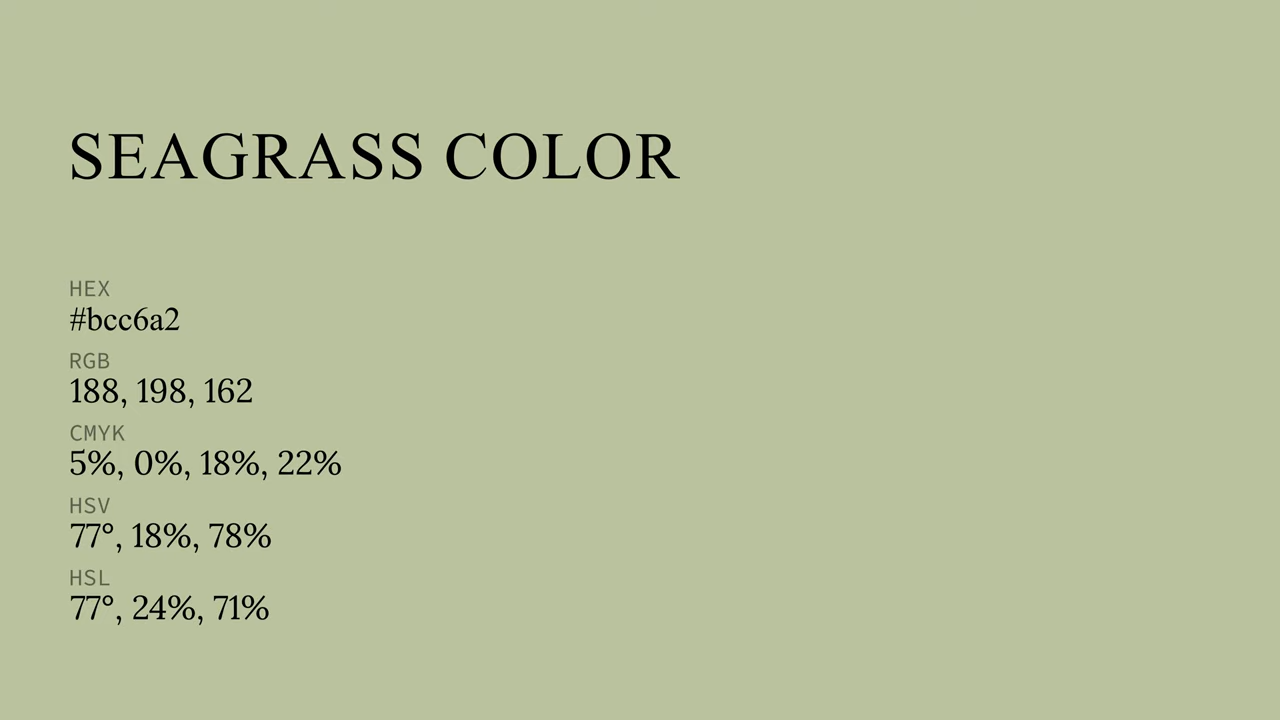 SEAGRASS COLOR
HEX
#bcc6a2
RGB
188, 198, 162
CMYK
5%, 0%, 18%, 22%
HSV
77°, 18%, 78%
HSL
77°, 24%, 71%